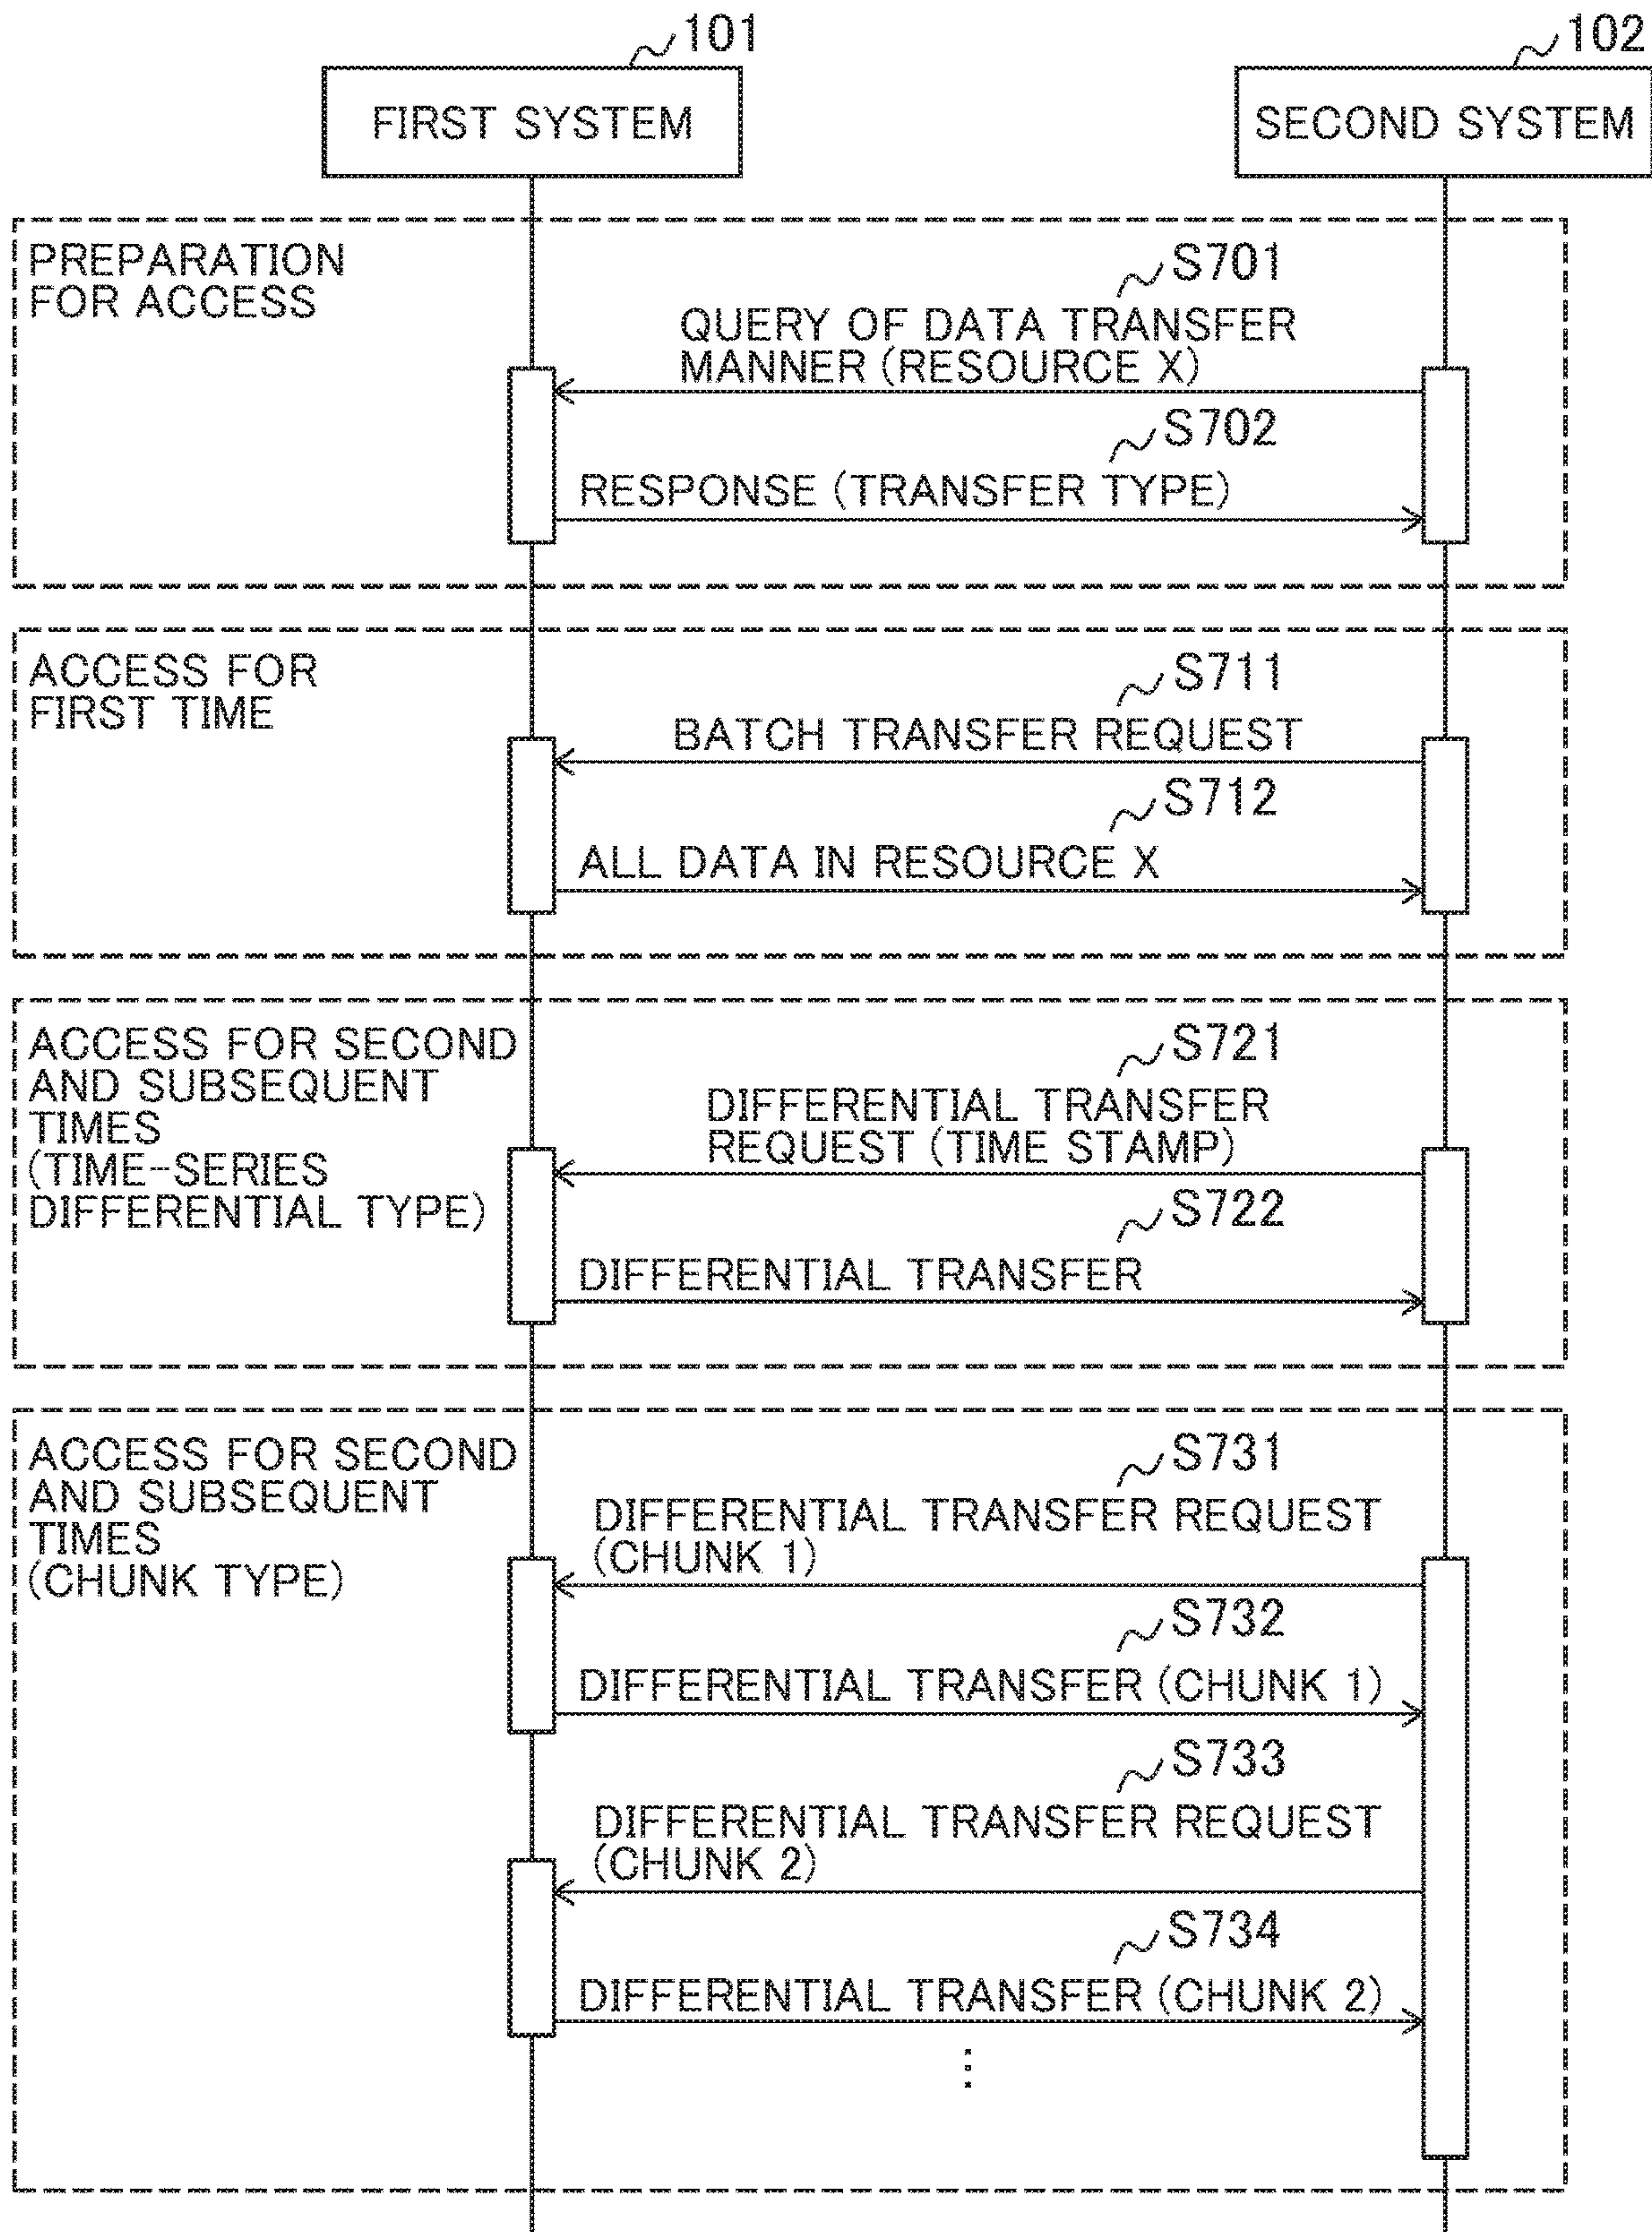 101
102
FIRST SYSTEM
SECOND SYSTEM
PREPARATION
FOR ACCESS
S701
QUERY OF DATA TRANSFER
MANNER (RESOURCE X)
S702
RESPONSE (TRANSFER TYPE)
ACCESS FOR
FIRST TIME
S711
BATCH TRANSFER REQUEST
S712
ALL DATA IN RESOURCE X
ACCESS FOR SECOND
AND SUBSEQUENT
TIMES
(TIME-SERIES
DIFFERENTIAL TYPE)
S721
DIFFERENTIAL TRANSFER
REQUEST (TIME STAMP)
S722
DIFFERENTIAL TRANSFER
ACCESS FOR SECOND
AND SUBSEQUENT
TIMES
(CHUNK TYPE)
S731
DIFFERENTIAL TRANSFER REQUEST
(CHUNK 1)
S732
DIFFERENTIAL TRANSFER (CHUNK 1)
S733
DIFFERENTIAL TRANSFER REQUEST
(CHUNK 2)
S734
DIFFERENTIAL TRANSFER (CHUNK 2)